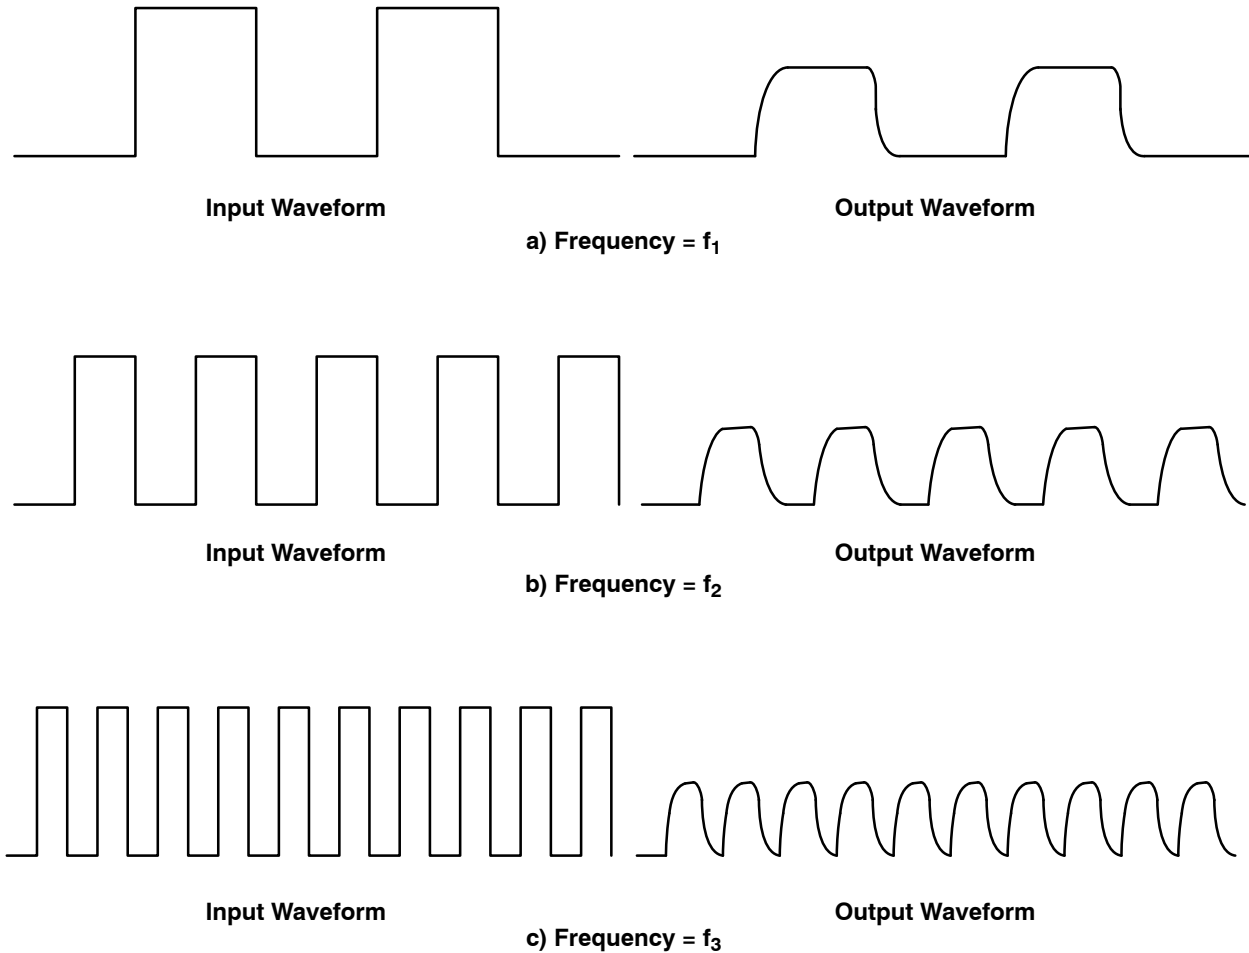 Input Waveform
Output Waveform
a) Frequency = f₁
Input Waveform
Output Waveform
b) Frequency = f₂
Input Waveform
Output Waveform
c) Frequency = f₃